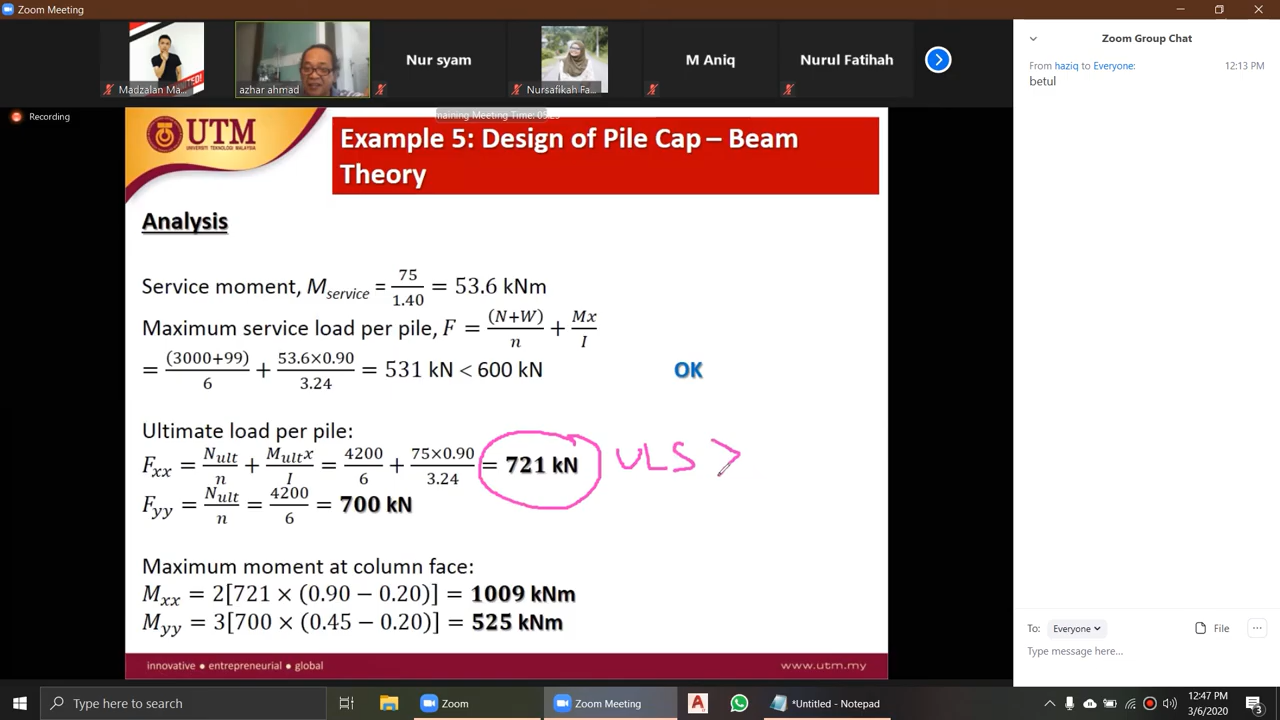 Zoom Meeting
Madzalan Ma...
azhar ahmad
Nur syam
Nursafikah Fa...
M Aniq
Nurul Fatihah
Recording
maining Meeting Time:
UTM
UNIVERSITI TEKNOLOGI MALAYSIA
Example 5: Design of Pile Cap – Beam
Theory
Analysis
Service moment, M_service = 75/1.40 = 53.6 kNm
Maximum service load per pile, F = (N+W)/n + Mx/I
= (3000+99)/6 + 53.6×0.90/3.24 = 531 kN < 600 kN OK
Ultimate load per pile:
F_xx = N_ult/n + M_ult x/I = 4200/6 + 75×0.90/3.24 = 721 kN ULS >
F_yy = N_ult/n = 4200/6 = 700 kN
Maximum moment at column face:
M_xx = 2[721 × (0.90 − 0.20)] = 1009 kNm
M_yy = 3[700 × (0.45 − 0.20)] = 525 kNm
innovative ● entrepreneurial ● global
www.utm.my
Zoom Group Chat
From haziq to Everyone: 12:13 PM
betul
To: Everyone File ...
Type message here...
Type here to search
Zoom
Zoom Meeting
*Untitled - Notepad
12:47 PM
3/6/2020
3